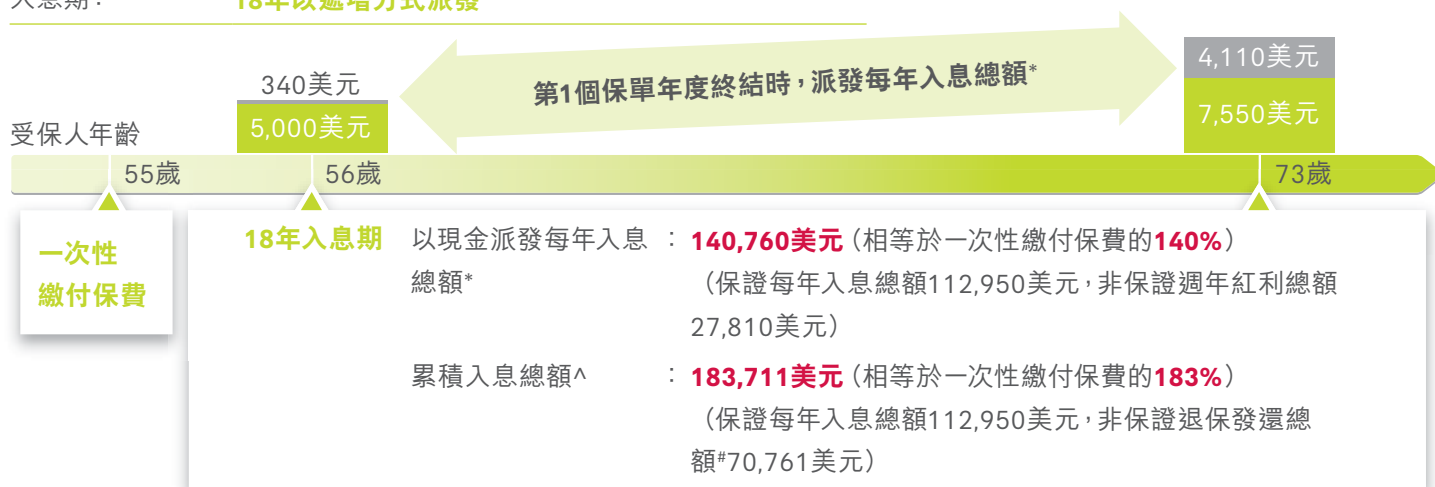 入息期： 18年以遞增方式派發
340美元
5,000美元
第1個保單年度終結時，派發每年入息總額*
4,110美元
7,550美元
受保人年齡
55歲
56歲
73歲
一次性
繳付保費
18年入息期 以現金派發每年入息 ： 140,760美元（相等於一次性繳付保費的140%）
總額* （保證每年入息總額112,950美元，非保證週年紅利總額
27,810美元）
累積入息總額^ ： 183,711美元（相等於一次性繳付保費的183%）
（保證每年入息總額112,950美元，非保證退保發還總
額#70,761美元）